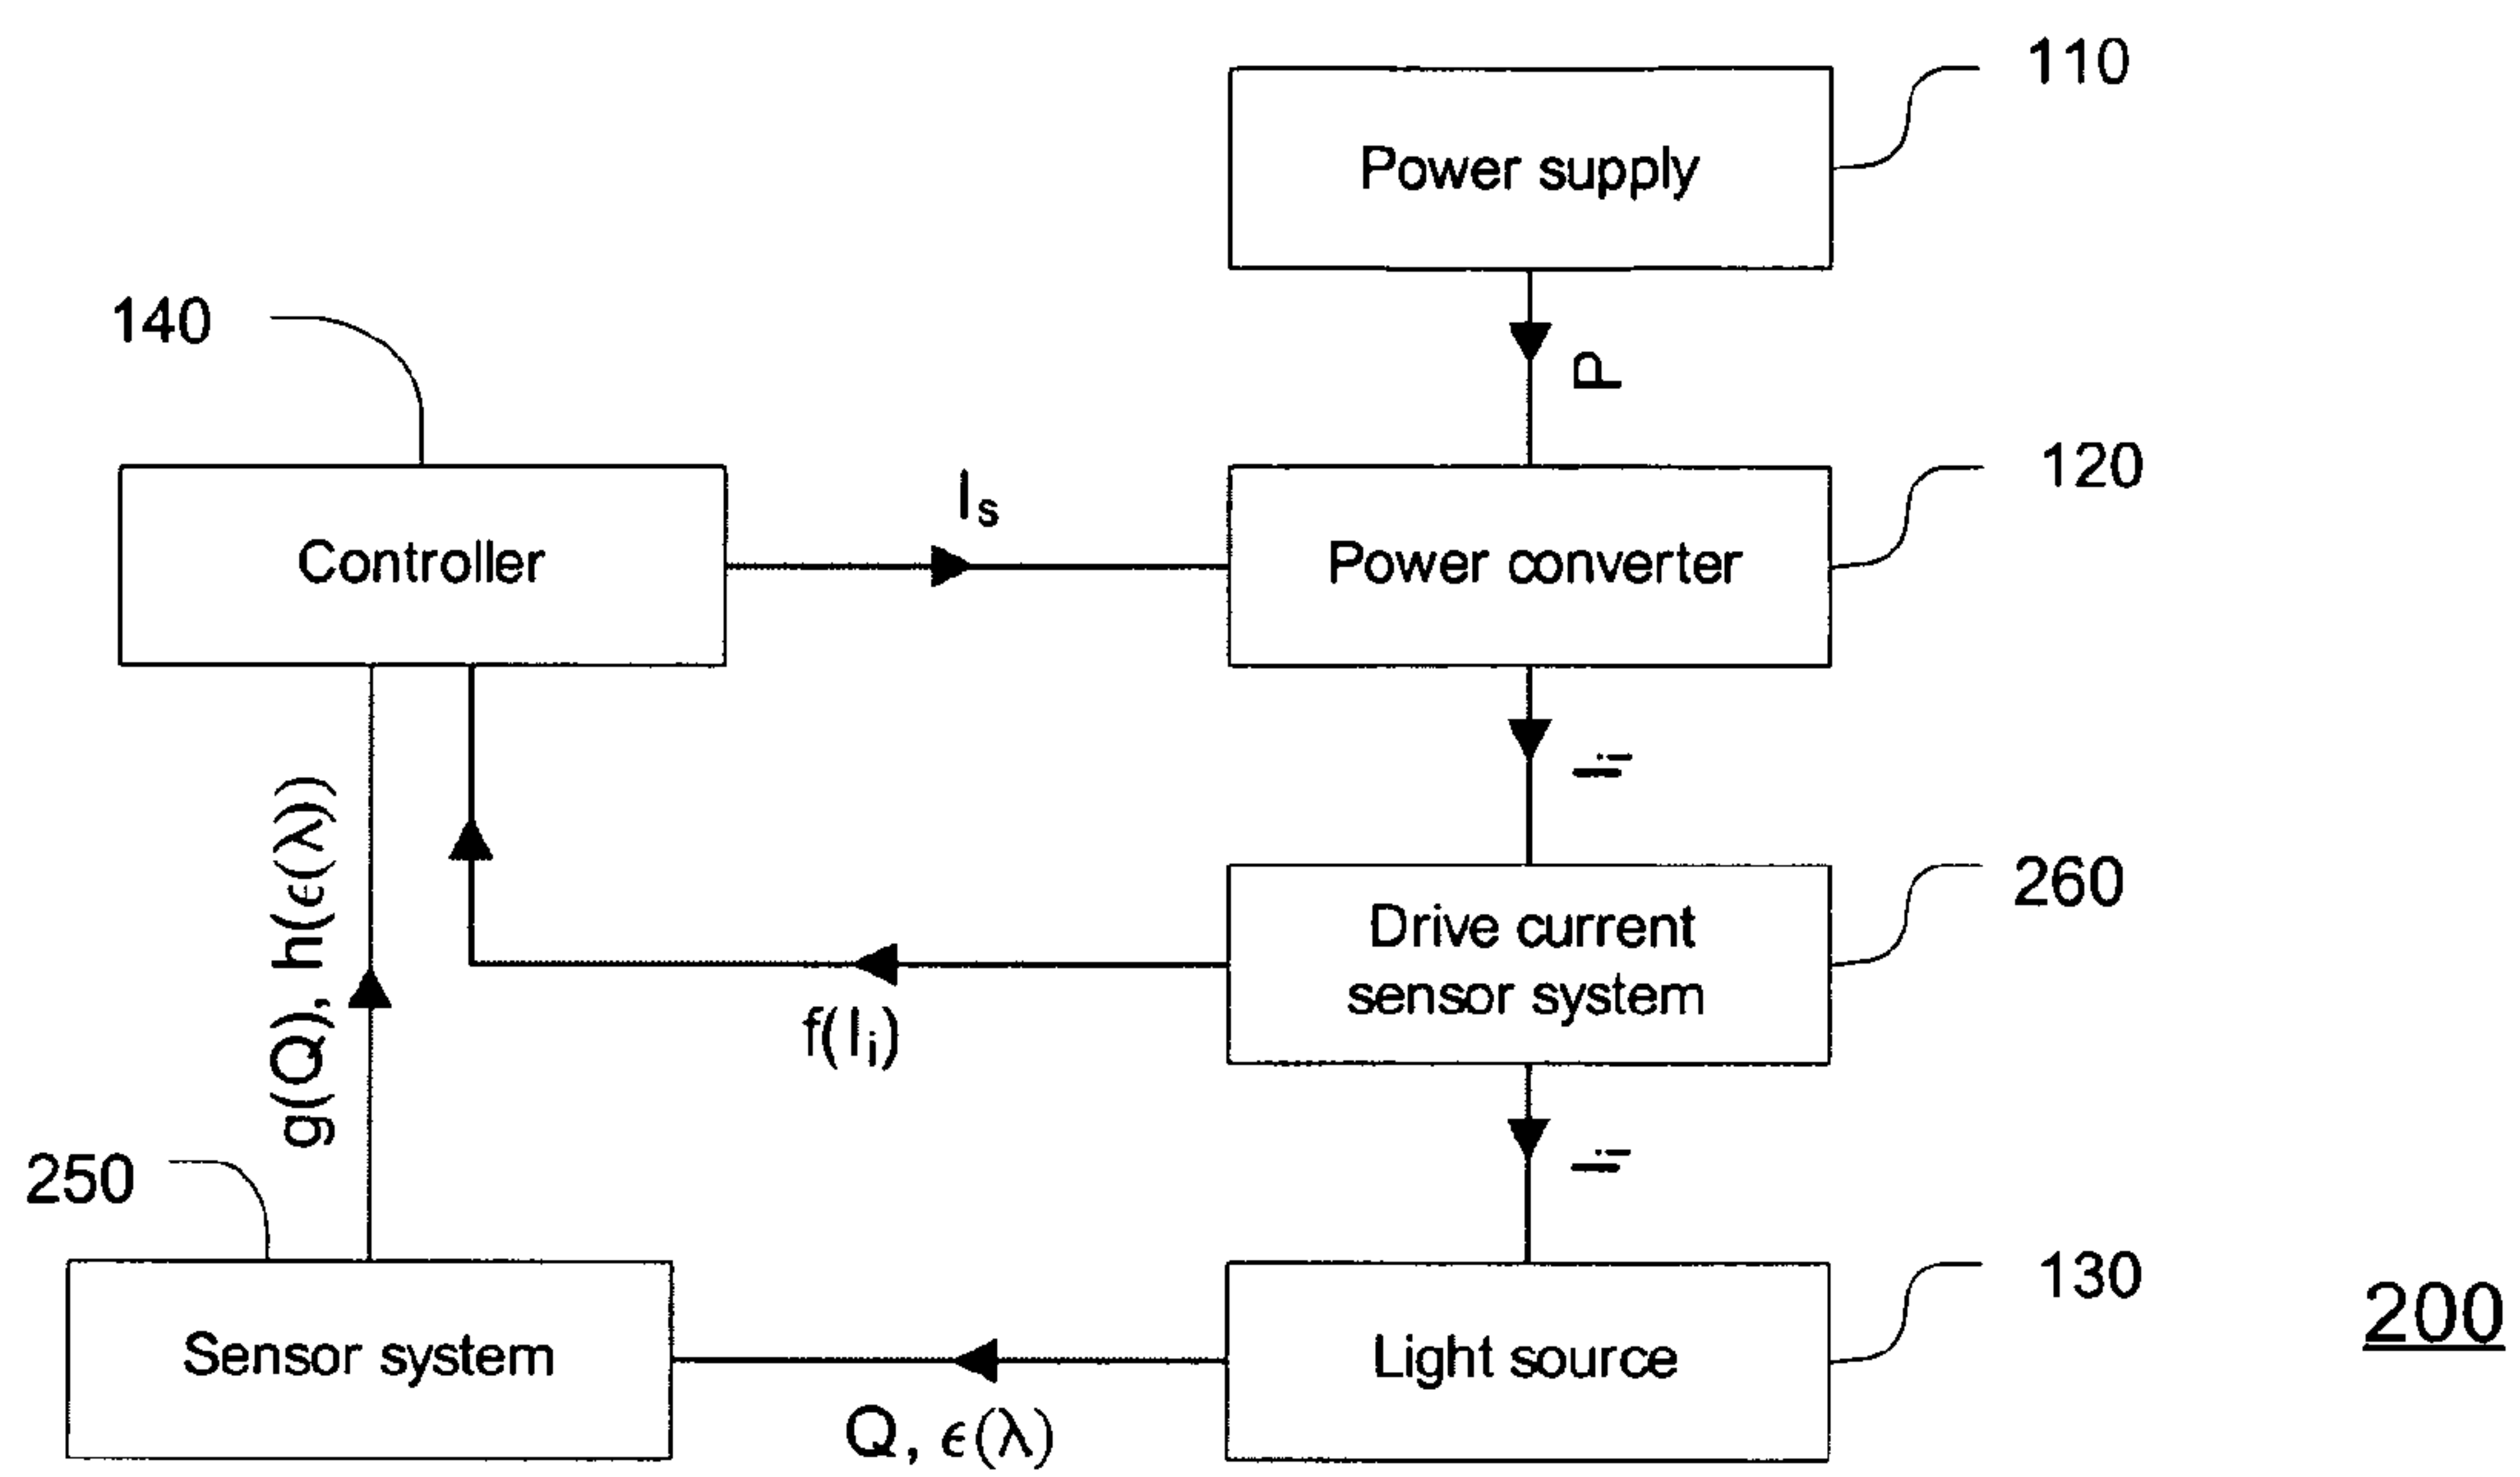 110
Power supply
P
140
120
Controller
Is
Power converter
Ii
260
Drive current
sensor system
f(Ii)
g(Q), h(ϵ(λ))
Ii
250
130
200
Sensor system
Light source
Q, ϵ(λ)